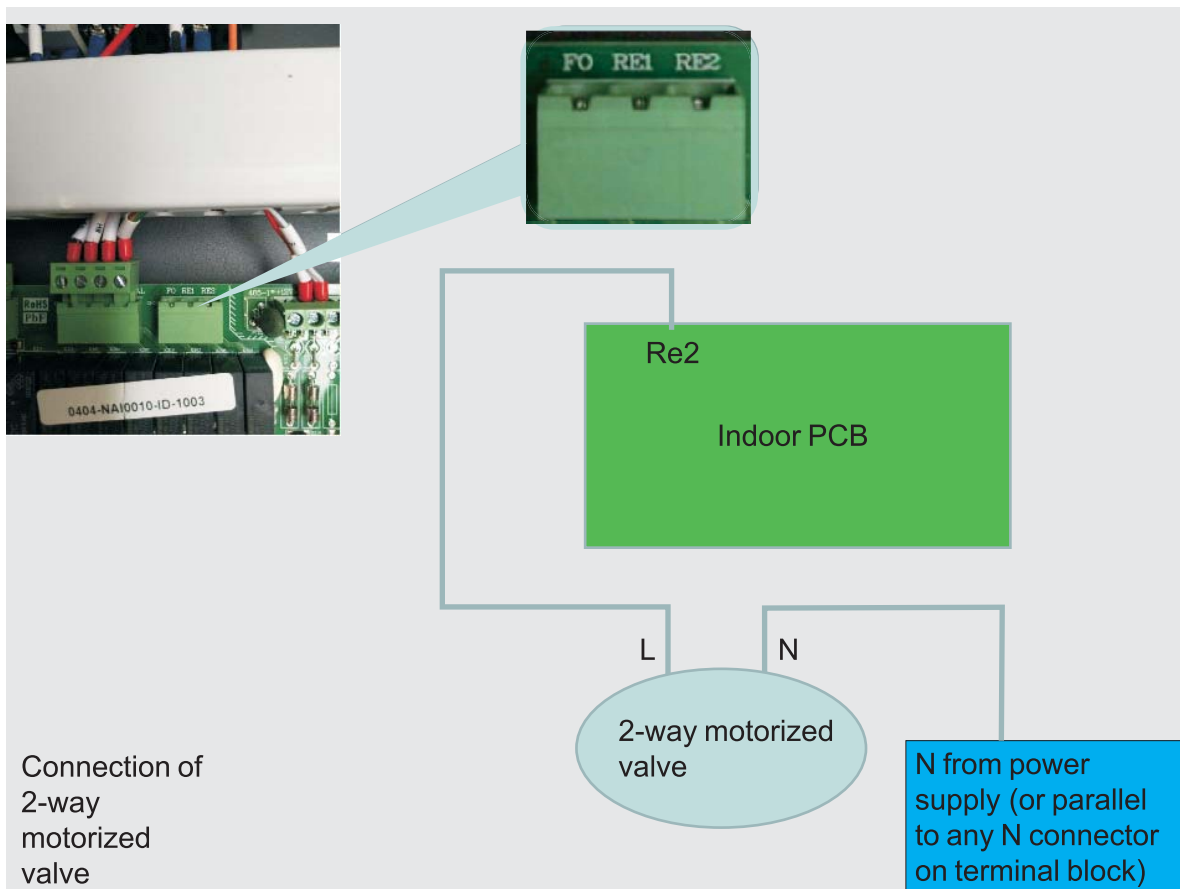 FO RE1 RE2
FO RE1 RE2
RoHS
PbF
0404-NAI0010-ID-1003
Re2
Indoor PCB
L
N
2-way motorized
valve
Connection of
2-way
motorized
valve
N from power
supply (or parallel
to any N connector
on terminal block)